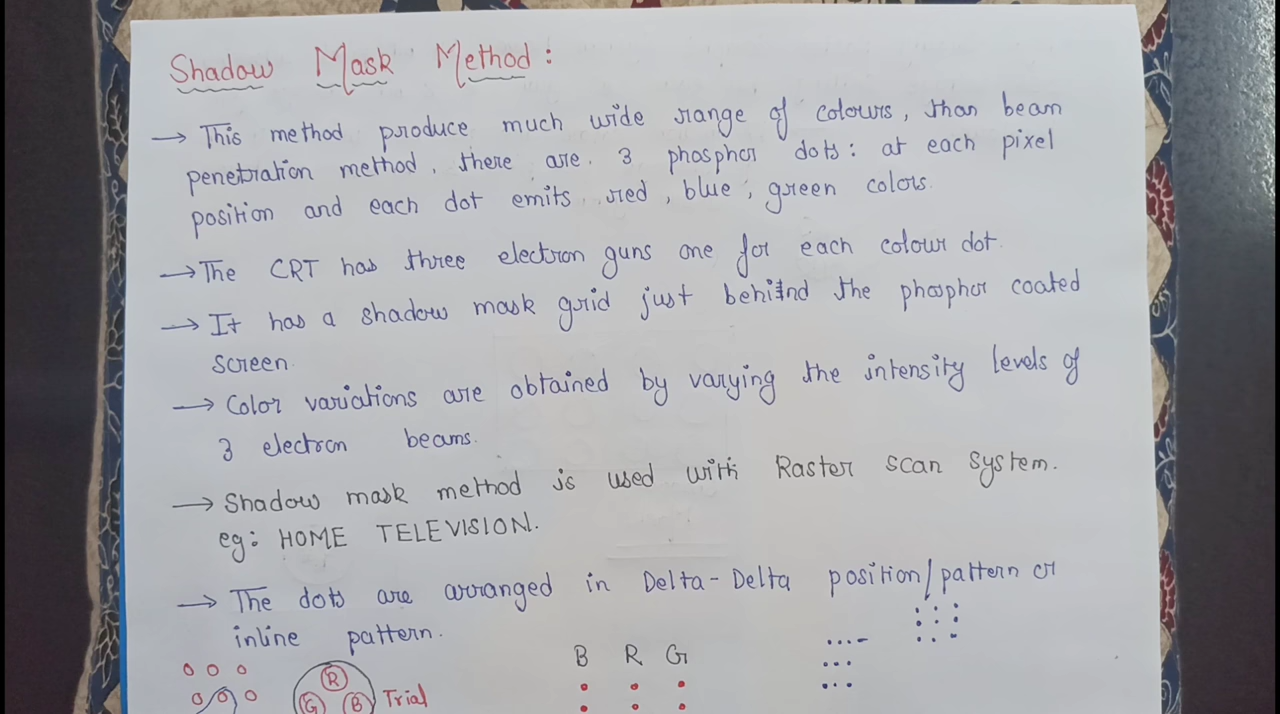 Shadow Mask Method:
→ This method produce much wide range of colours, than beam
penetration method, there are. 3 phosphor dots: at each pixel
position and each dot emits, red, blue, green colors.
→ The CRT has three electron guns one for each colour dot.
→ It has a shadow mask grid just behind the phosphor coated
screen.
→ Color variations are obtained by varying the intensity levels of
3 electron beams.
→ Shadow mask method is used with Raster scan system.
eg: HOME TELEVISION.
→ The dots are arranged in Delta-Delta position/pattern or
inline pattern.
B R G
R
G B Trial